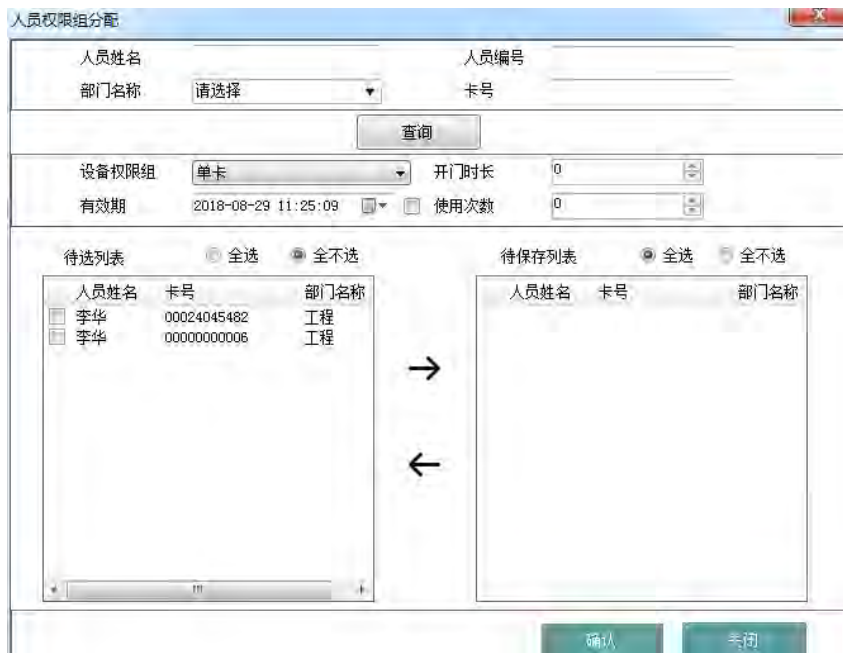 人员权限组分配
人员姓名 人员编号
部门名称 请选择 卡号
查询
设备权限组 单卡 开门时长 0
有效期 2018-08-29 11:25:09 使用次数 0
待选列表 全选 全不选 待保存列表 全选 全不选
人员姓名 卡号 部门名称 人员姓名 卡号 部门名称
李华 00024045482 工程
李华 00000000006 工程
确认 关闭